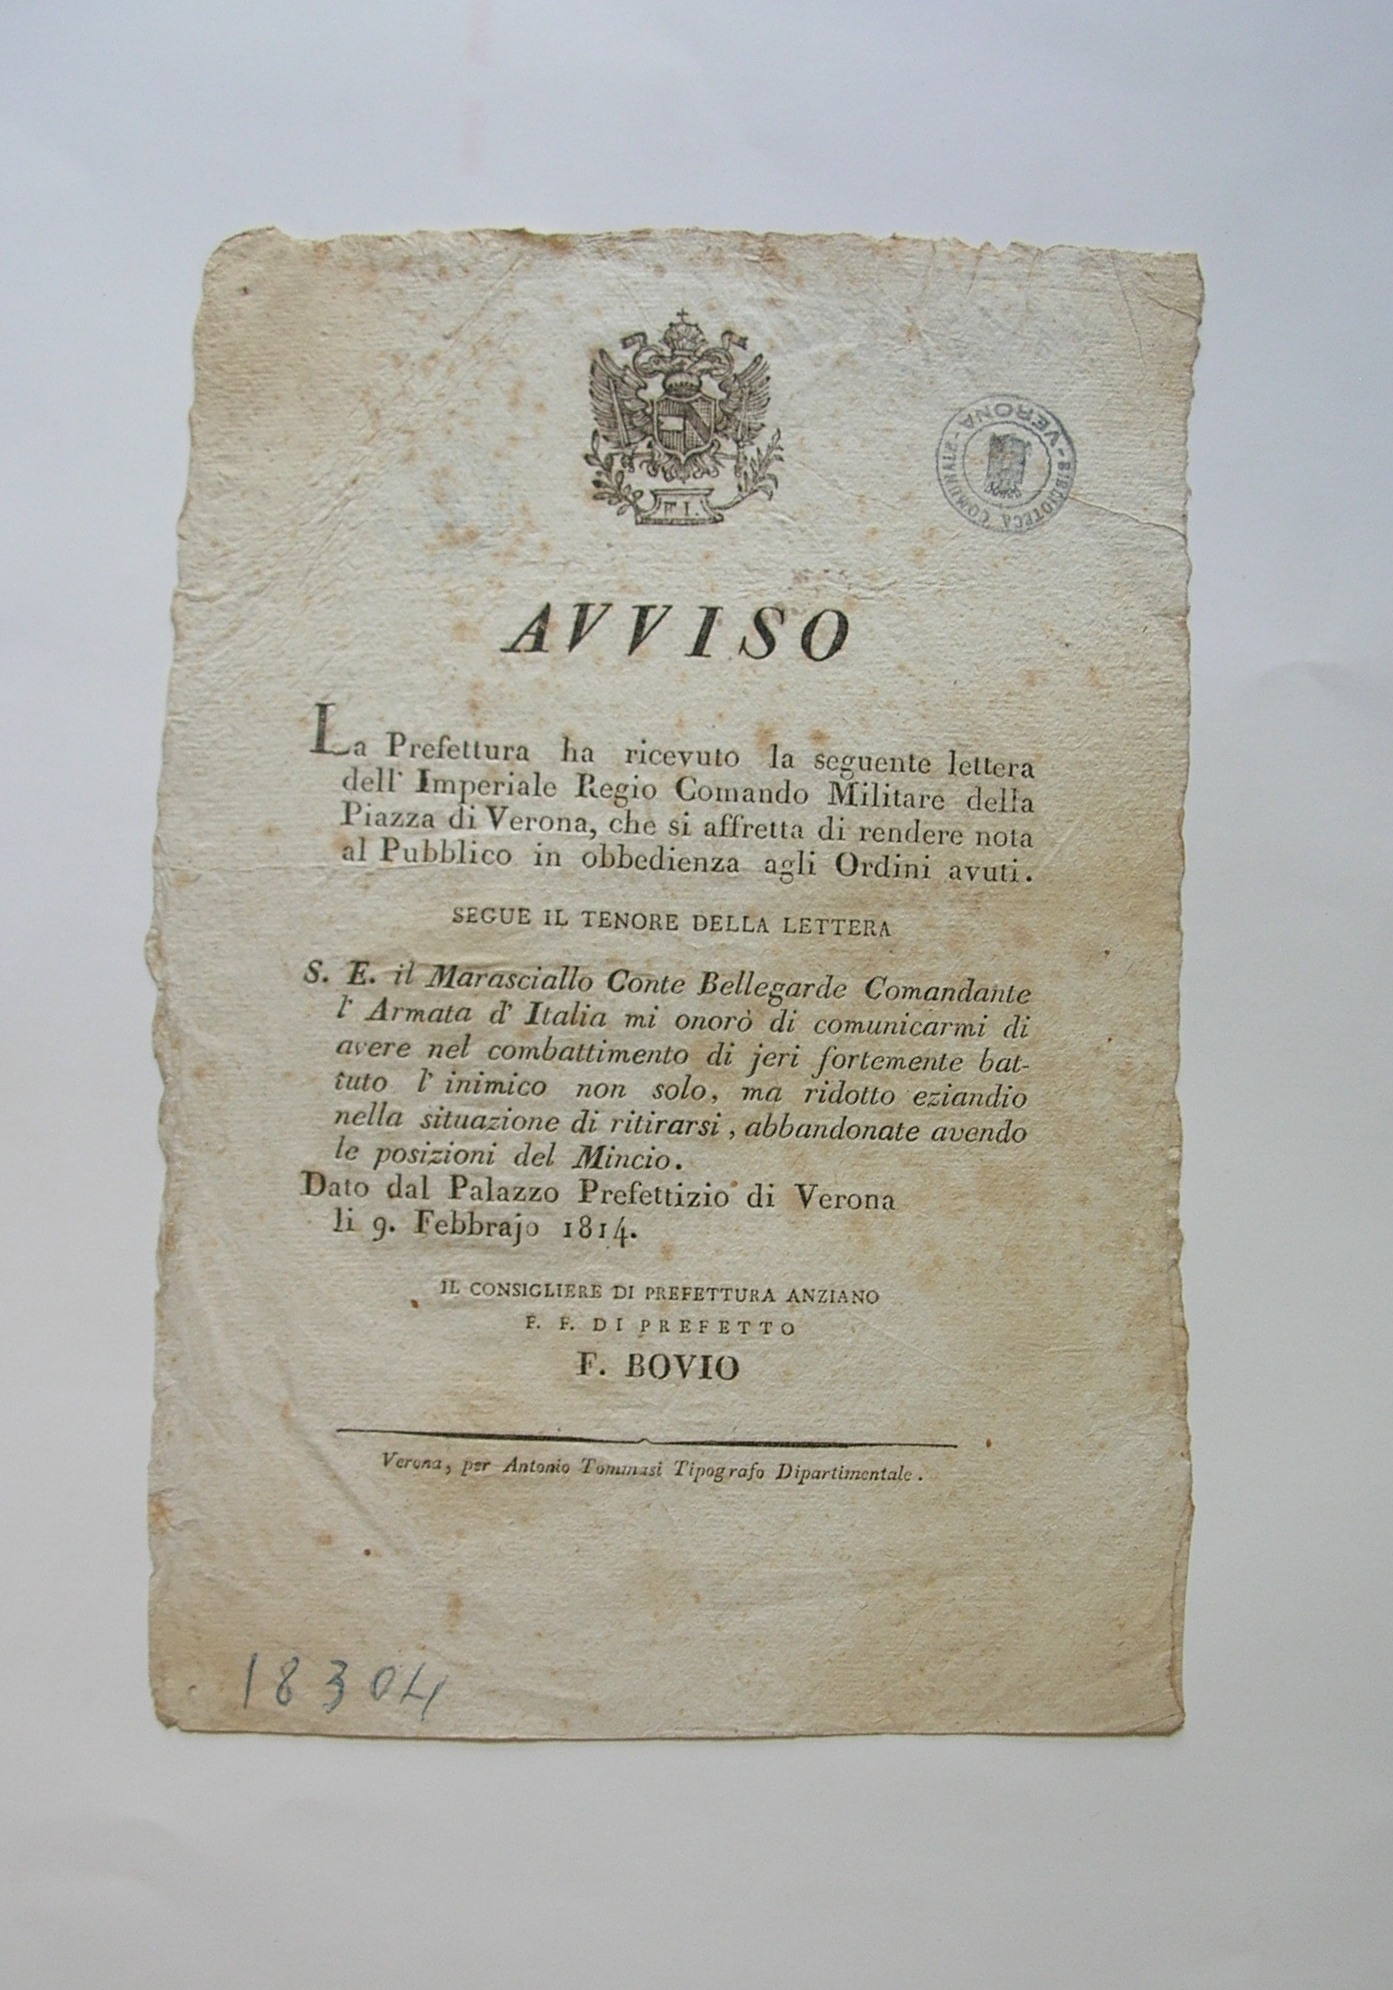 F I.
BIBLIOTECA COMUNALE - VERONA -
AVVISO
La Prefettura ha ricevuto la seguente lettera
dell' Imperiale Regio Comando Militare della
Piazza di Verona, che si affretta di rendere nota
al Pubblico in obbedienza agli Ordini avuti.
SEGUE IL TENORE DELLA LETTERA
S. E. il Marasciallo Conte Bellegarde Comandante
l' Armata d' Italia mi onorò di comunicarmi di
avere nel combattimento di jeri fortemente bat-
tuto l' inimico non solo, ma ridotto eziandio
nella situazione di ritirarsi, abbandonate avendo
le posizioni del Mincio.
Dato dal Palazzo Prefettizio di Verona
li 9. Febbrajo 1814.
IL CONSIGLIERE DI PREFETTURA ANZIANO
F. F. DI PREFETTO
F. BOVIO
Verona, per Antonio Tommasi Tipografo Dipartimentale.
18304